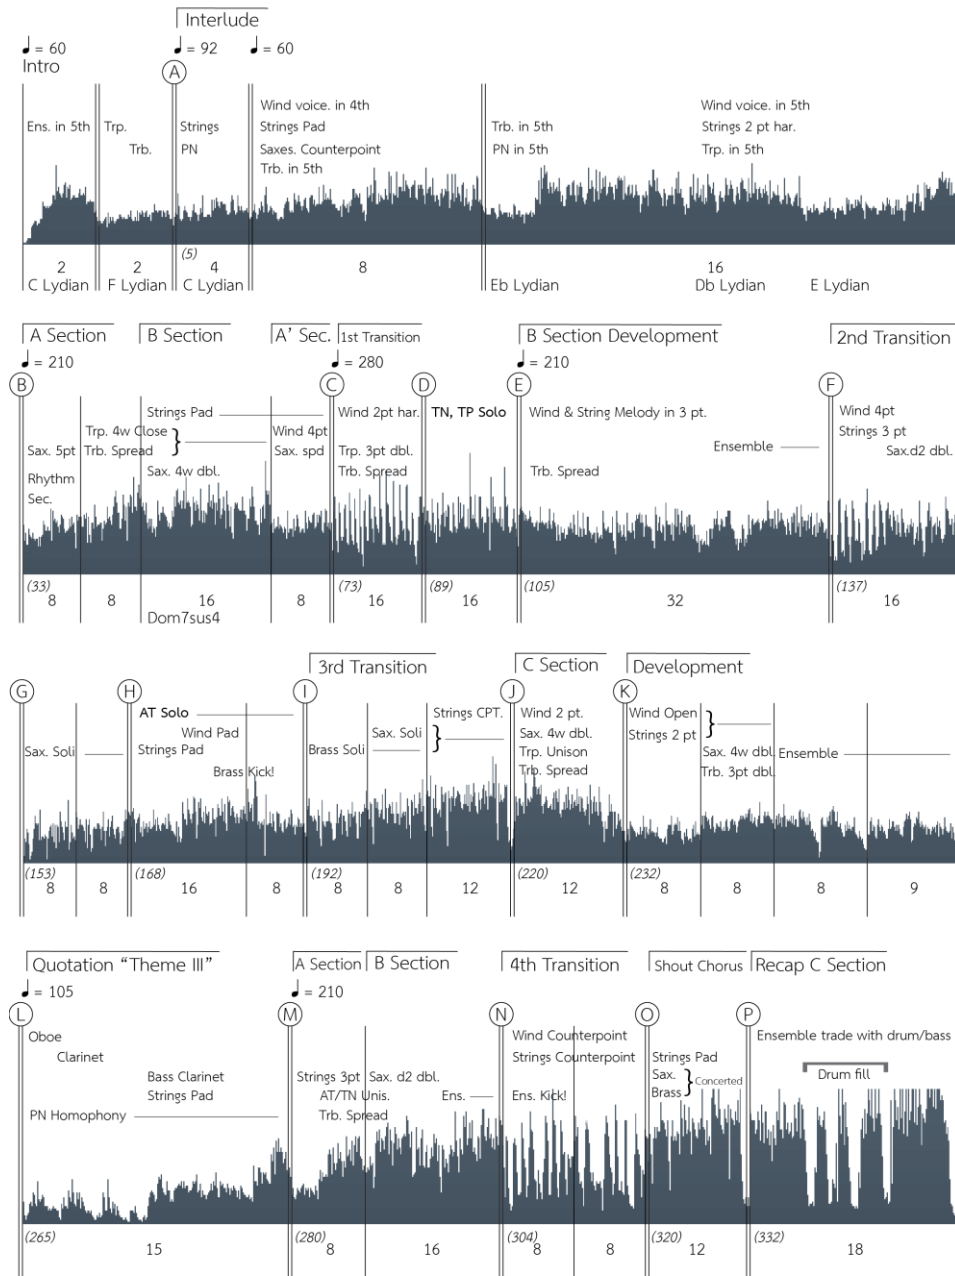 Interlude
♩ = 60 ♩ = 92 ♩ = 60
Intro
A
Wind voice. in 4th Wind voice. in 5th
Ens. in 5th Trp. Strings Strings Pad Trb. in 5th Strings 2 pt har.
Trb. PN Saxes. Counterpoint PN in 5th Trp. in 5th
Trb. in 5th
(5)
2 2 4 8 16
C Lydian F Lydian C Lydian Eb Lydian Db Lydian E Lydian
A Section B Section A' Sec. 1st Transition B Section Development 2nd Transition
♩ = 210 ♩ = 280 ♩ = 210
B C D E F
Strings Pad Wind 2pt har. TN, TP Solo Wind & String Melody in 3 pt. Wind 4pt
Trp. 4w Close Wind 4pt Strings 3 pt
Sax. 5pt Trb. Spread Sax. spd Trp. 3pt dbl. Ensemble Sax.d2 dbl.
Rhythm Sax. 4w dbl. Trb. Spread Trb. Spread
Sec.
(33) (73) (89) (105) (137)
8 8 16 8 16 16 32 16
Dom7sus4
3rd Transition C Section Development
G H I J K
AT Solo Strings CPT. Wind 2 pt. Wind Open
Wind Pad Sax. Soli Sax. 4w dbl. Strings 2 pt
Sax. Soli Strings Pad Brass Soli Trp. Unison Sax. 4w dbl. Ensemble
Brass Kick! Trb. Spread Trb. 3pt dbl.
(153) (168) (192) (220) (232)
8 8 16 8 8 8 12 12 8 8 8 9
Quotation “Theme III” A Section B Section 4th Transition Shout Chorus Recap C Section
♩ = 105 ♩ = 210
L M N O P
Oboe Wind Counterpoint Ensemble trade with drum/bass
Clarinet Strings Counterpoint Strings Pad
Bass Clarinet Strings 3pt Sax. d2 dbl. Sax. Concerted Drum fill
Strings Pad AT/TN Unis. Ens. Ens. Kick! Brass
PN Homophony Trb. Spread
(265) (280) (304) (320) (332)
15 8 16 8 8 12 18